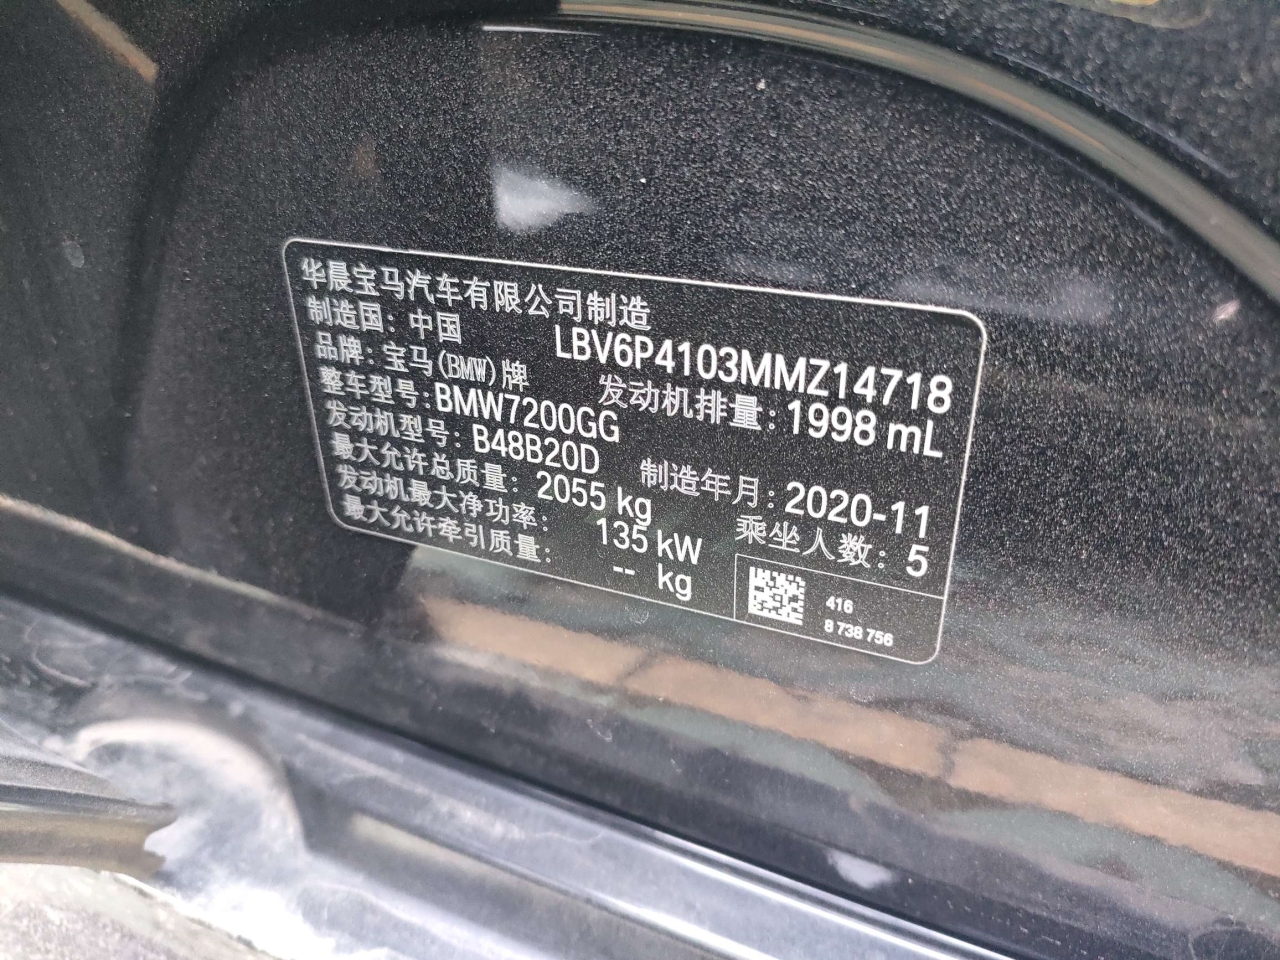 华晨宝马汽车有限公司制造
制造国: 中国 LBV6P4103MMZ14718
品牌: 宝马(BMW)牌 发动机排量: 1998 mL
整车型号: BMW7200GG
发动机型号: B48B20D 制造年月: 2020-11
最大允许总质量: 2055 kg 乘坐人数: 5
发动机最大净功率: 135 kW
最大允许牵引质量: -- kg
416
8 738 756